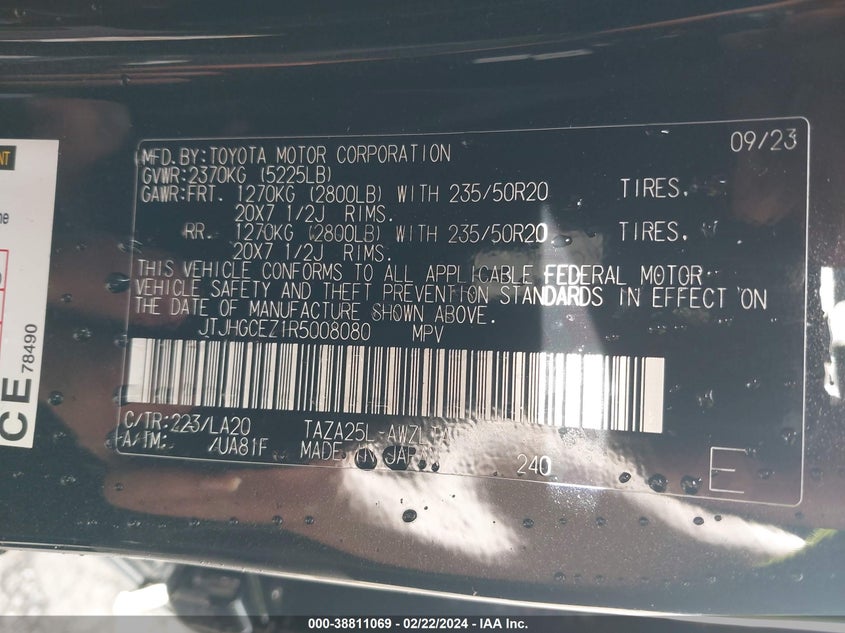 MFD.BY:TOYOTA MOTOR CORPORATION 09/23
GVWR:2370KG (5225LB)
GAWR:FRT. 1270KG (2800LB) WITH 235/50R20 TIRES.
20X7 1/2J RIMS.
RR. 1270KG (2800LB) WITH 235/50R20 TIRES.
20X7 1/2J RIMS.
THIS VEHICLE CONFORMS TO ALL APPLICABLE FEDERAL MOTOR
VEHICLE SAFETY AND THEFT PREVENTION STANDARDS IN EFFECT ON
THE DATE OF MANUFACTURE SHOWN ABOVE.
JTJHGCEZ1R5008080 MPV
C/TR:223/LA20 TAZA25L-AWZL
A/TM: /UA81F MADE IN JAP 240 E
CE 78490
000-38811069 - 02/22/2024 - IAA Inc.